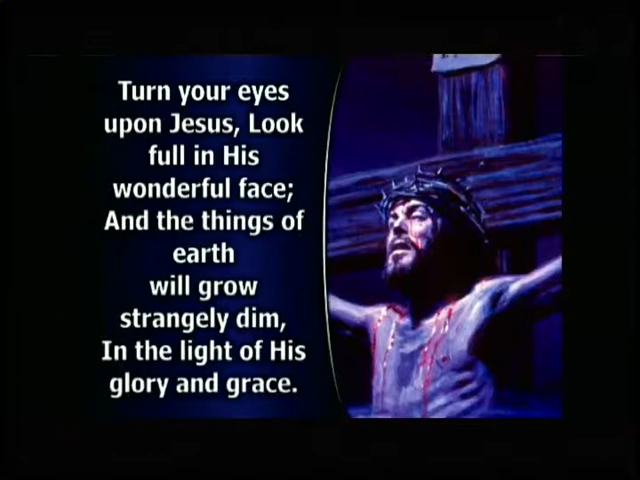 Turn your eyes
upon Jesus, Look
full in His
wonderful face;
And the things of
earth
will grow
strangely dim,
In the light of His
glory and grace.